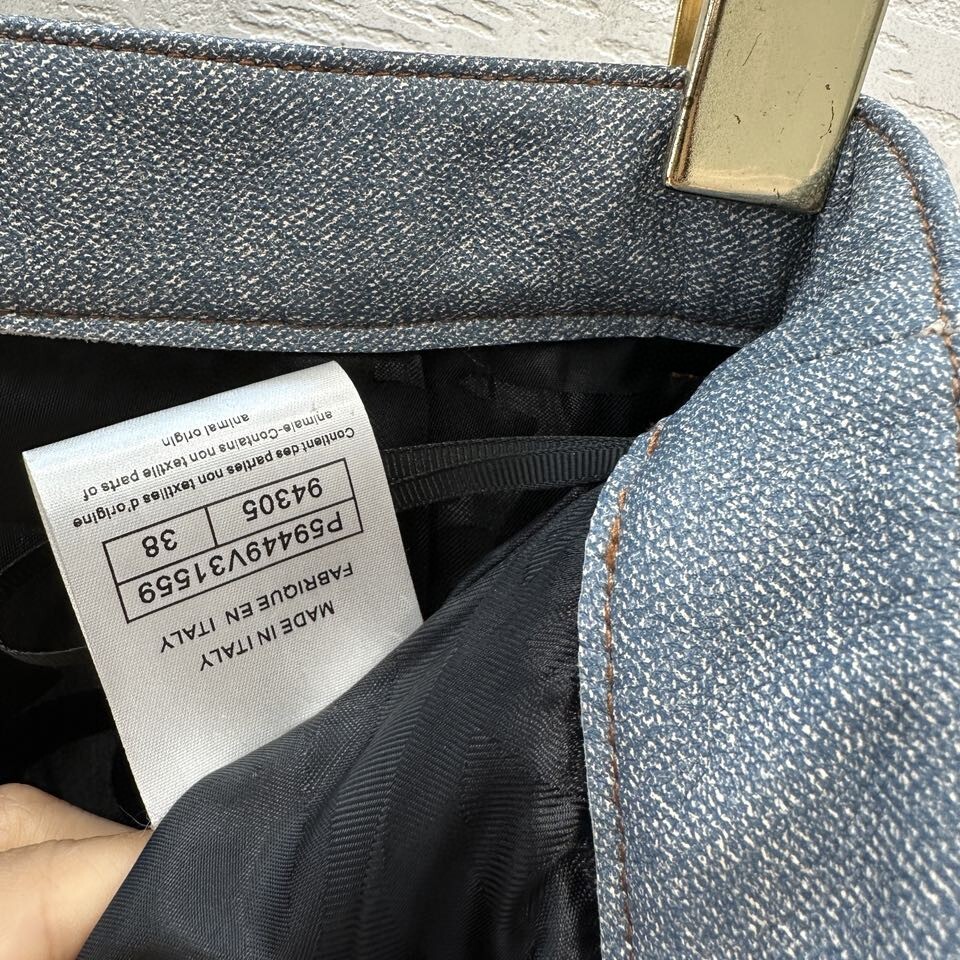 MADE IN ITALY
FABRIQUE EN ITALY
P59449V31559
94305 38
Contient des parties non textiles d'origine
animale-Contains non textile parts of
animal origin